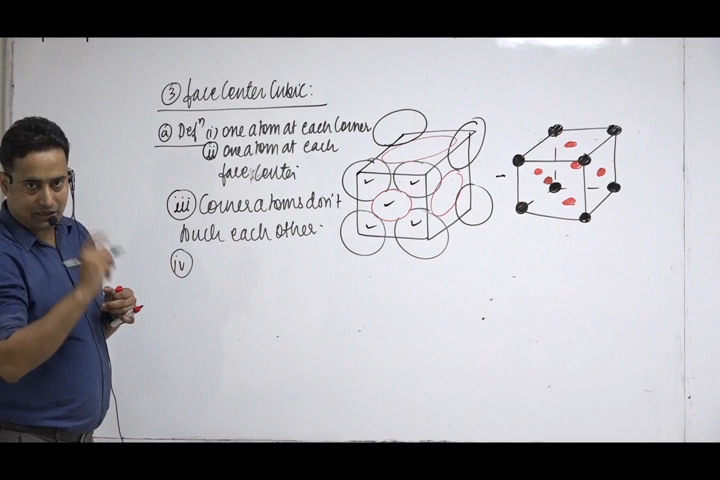 ③ face Center Cubic:
ⓐ Defⁿ (i) one atom at each Corner
(ii) one atom at each
face Center
(iii) Corner atoms don't
touch each other.
(iv)